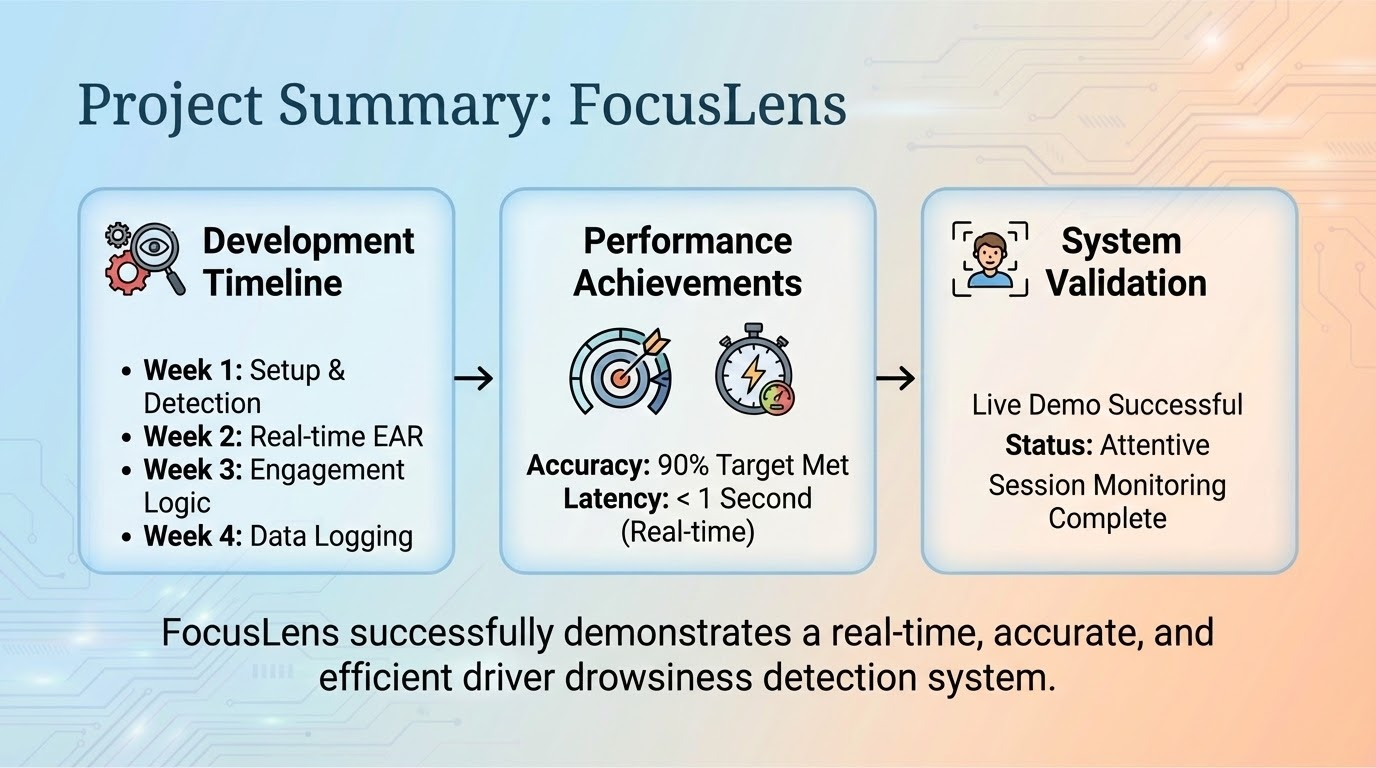 Project Summary: FocusLens
Development
Timeline
• Week 1: Setup &
Detection
• Week 2: Real-time EAR
• Week 3: Engagement
Logic
• Week 4: Data Logging
Performance
Achievements
Accuracy: 90% Target Met
Latency: < 1 Second
(Real-time)
System
Validation
Live Demo Successful
Status: Attentive
Session Monitoring
Complete
FocusLens successfully demonstrates a real-time, accurate, and
efficient driver drowsiness detection system.